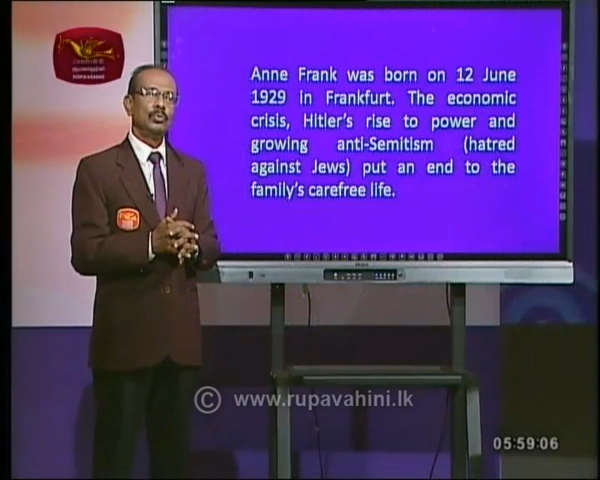 RUPAVAHINI
Anne Frank was born on 12 June
1929 in Frankfurt. The economic
crisis, Hitler's rise to power and
growing anti-Semitism (hatred
against Jews) put an end to the
family's carefree life.
© www.rupavahini.lk
05:59:06